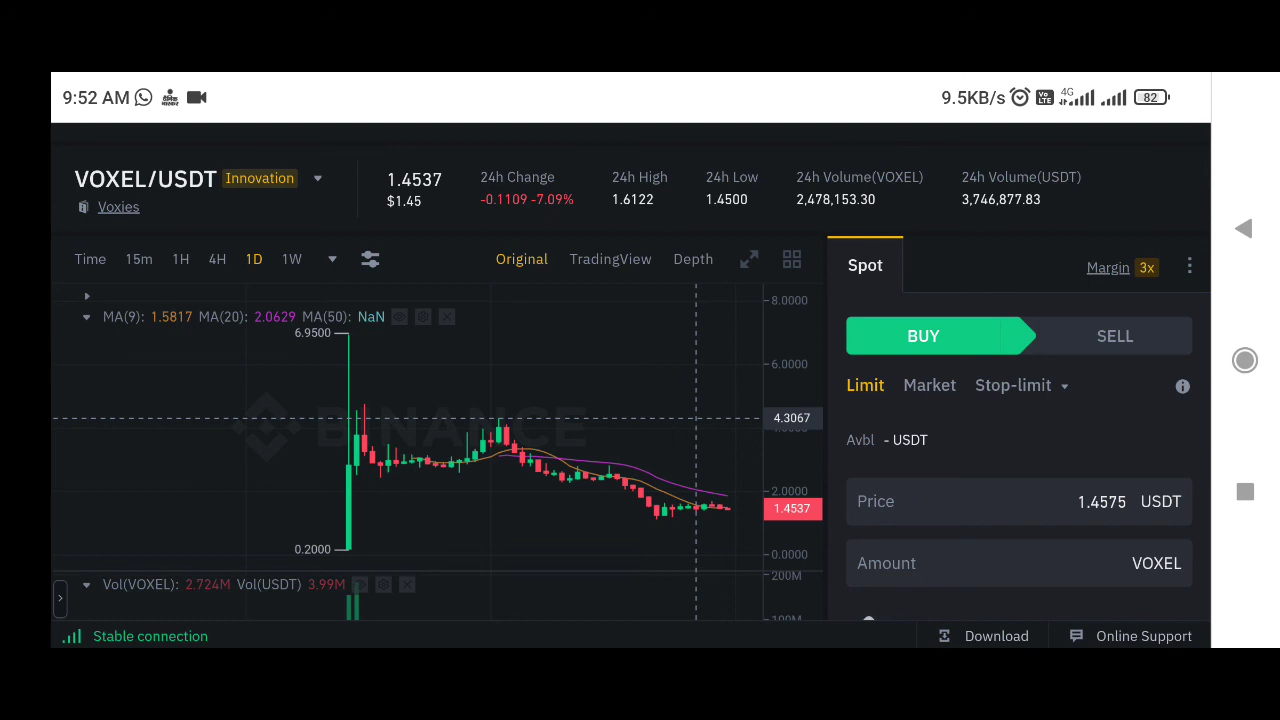 9:52 AM 9.5KB/s Vo LTE 4G 82
VOXEL/USDT Innovation
Voxies
1.4537
$1.45
24h Change
-0.1109 -7.09%
24h High
1.6122
24h Low
1.4500
24h Volume(VOXEL)
2,478,153.30
24h Volume(USDT)
3,746,877.83
Time 15m 1H 4H 1D 1W Original TradingView Depth
MA(9): 1.5817 MA(20): 2.0629 MA(50): NaN
6.9500
0.2000
BINANCE
8.0000
6.0000
4.3067
2.0000
1.4537
0.0000
200M
100M
Vol(VOXEL): 2.724M Vol(USDT) 3.99M
Spot
Margin 3x
BUY SELL
Limit Market Stop-limit
Avbl - USDT
Price 1.4575 USDT
Amount VOXEL
Stable connection Download Online Support